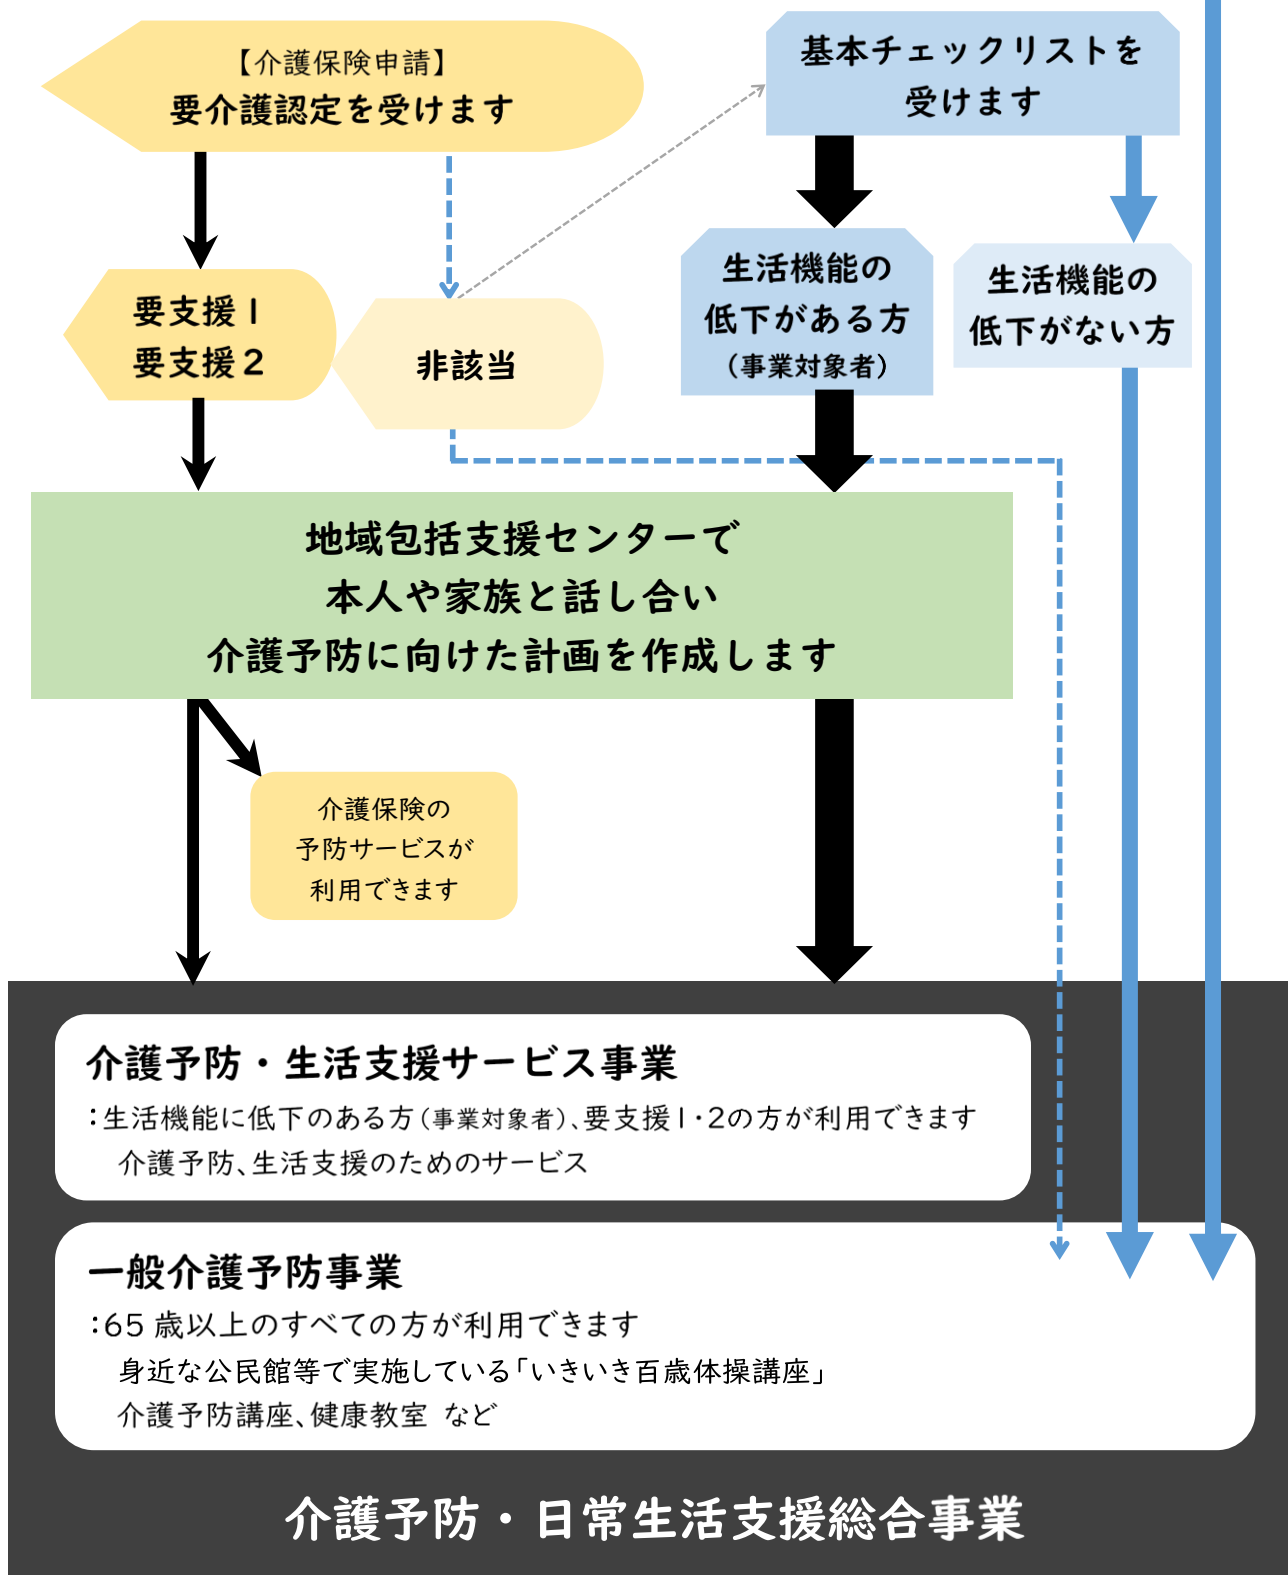 【介護保険申請】
要介護認定を受けます
基本チェックリストを
受けます
要支援1
要支援2
非該当
生活機能の
低下がある方
（事業対象者）
生活機能の
低下がない方
地域包括支援センターで
本人や家族と話し合い
介護予防に向けた計画を作成します
介護保険の
予防サービスが
利用できます
介護予防・生活支援サービス事業
：生活機能に低下のある方（事業対象者）、要支援1・2の方が利用できます
介護予防、生活支援のためのサービス
一般介護予防事業
：65歳以上のすべての方が利用できます
身近な公民館等で実施している「いきいき百歳体操講座」
介護予防講座、健康教室 など
介護予防・日常生活支援総合事業